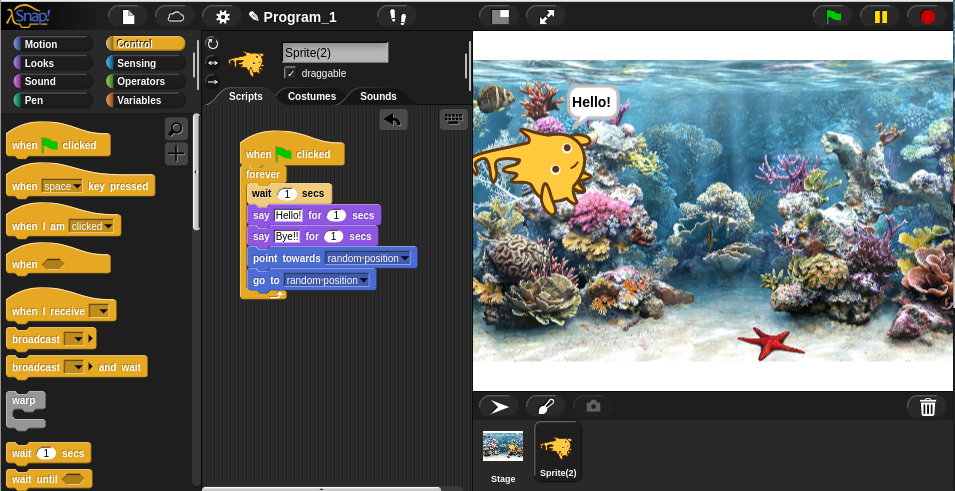 Snap!
Program_1
Motion Control
Looks Sensing
Sound Operators
Pen Variables
when clicked
when space key pressed
when I am clicked
when
when I receive
broadcast
broadcast and wait
warp
wait 1 secs
wait until
Sprite(2)
draggable
Scripts Costumes Sounds
when clicked
forever
wait 1 secs
say Hello! for 1 secs
say Bye!! for 1 secs
point towards random position
go to random position
Hello!
Stage
Sprite(2)